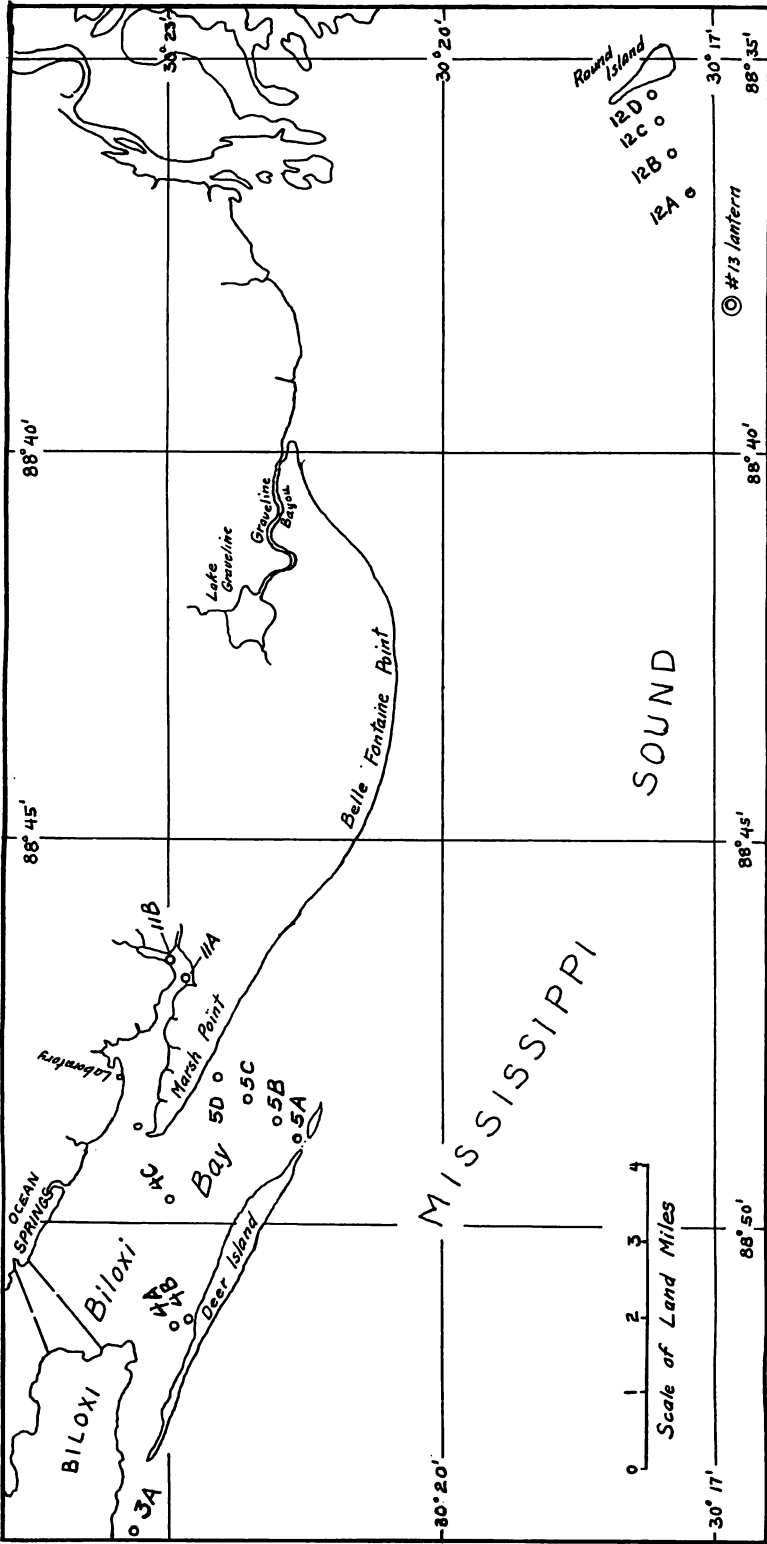 88° 45'
88° 40'
30° 23'
BILOXI
3A
OCEAN
SPRINGS
Laboratory
Biloxi
Bay
4A
4B
4C
Deer Island
Marsh Point
11B
11A
5D
5C
5B
5A
Lake
Graveline
Graveline
Bayou
Belle Fontaine Point
30° 20'
30° 20'
MISSISSIPPI
SOUND
Round
Island
12D
12C
12B
12A
#13 lantern
0 1 2 3 4
Scale of Land Miles
30° 17'
30° 17'
88° 50'
88° 45'
88° 40'
88° 35'